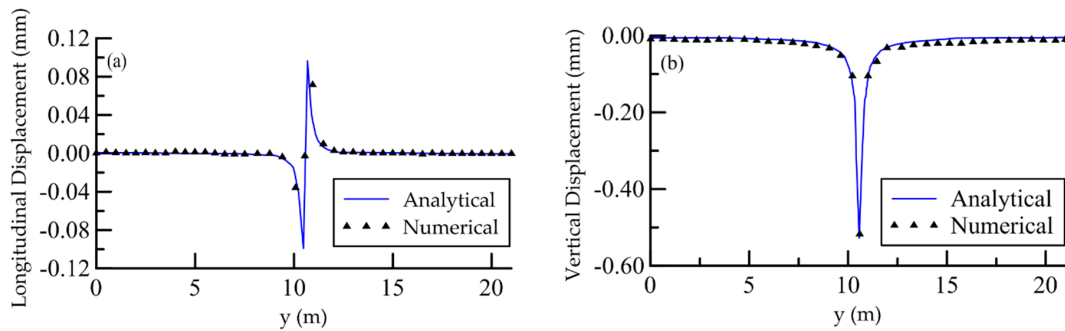 Longitudinal Displacement (mm)
0.12
0.08
0.04
0.00
-0.04
-0.08
-0.12
(a)
Analytical
Numerical
0
5
10
15
20
y (m)
Vertical Displacement (mm)
0.00
-0.20
-0.40
-0.60
(b)
Analytical
Numerical
0
5
10
15
20
y (m)